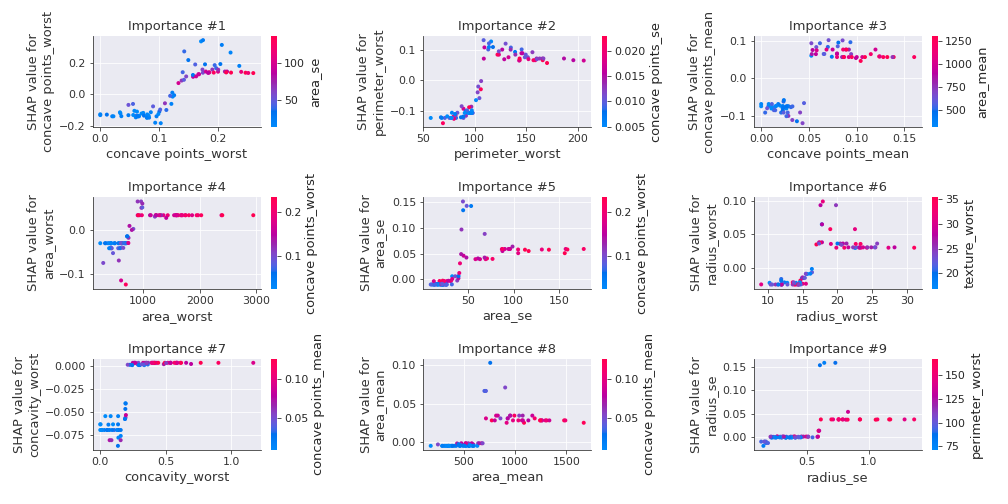 Importance #1
SHAP value for
concave points_worst
0.2
0.0
−0.2
0.0
0.1
0.2
concave points_worst
100
50
area_se
Importance #2
SHAP value for
perimeter_worst
0.1
0.0
−0.1
50
100
150
200
perimeter_worst
0.020
0.015
0.010
0.005
concave points_se
Importance #3
SHAP value for
concave points_mean
0.1
0.0
−0.1
0.00
0.05
0.10
0.15
concave points_mean
1250
1000
750
500
area_mean
Importance #4
SHAP value for
area_worst
0.0
−0.1
1000
2000
3000
area_worst
0.2
0.1
concave points_worst
Importance #5
SHAP value for
area_se
0.15
0.10
0.05
0.00
50
100
150
area_se
0.2
0.1
concave points_worst
Importance #6
SHAP value for
radius_worst
0.10
0.05
0.00
10
15
20
25
30
radius_worst
35
30
25
20
texture_worst
Importance #7
SHAP value for
concavity_worst
0.000
−0.025
−0.050
−0.075
0.0
0.5
1.0
concavity_worst
0.10
0.05
concave points_mean
Importance #8
SHAP value for
area_mean
0.10
0.05
0.00
500
1000
1500
area_mean
0.10
0.05
concave points_mean
Importance #9
SHAP value for
radius_se
0.15
0.10
0.05
0.00
0.5
1.0
radius_se
150
125
100
75
perimeter_worst